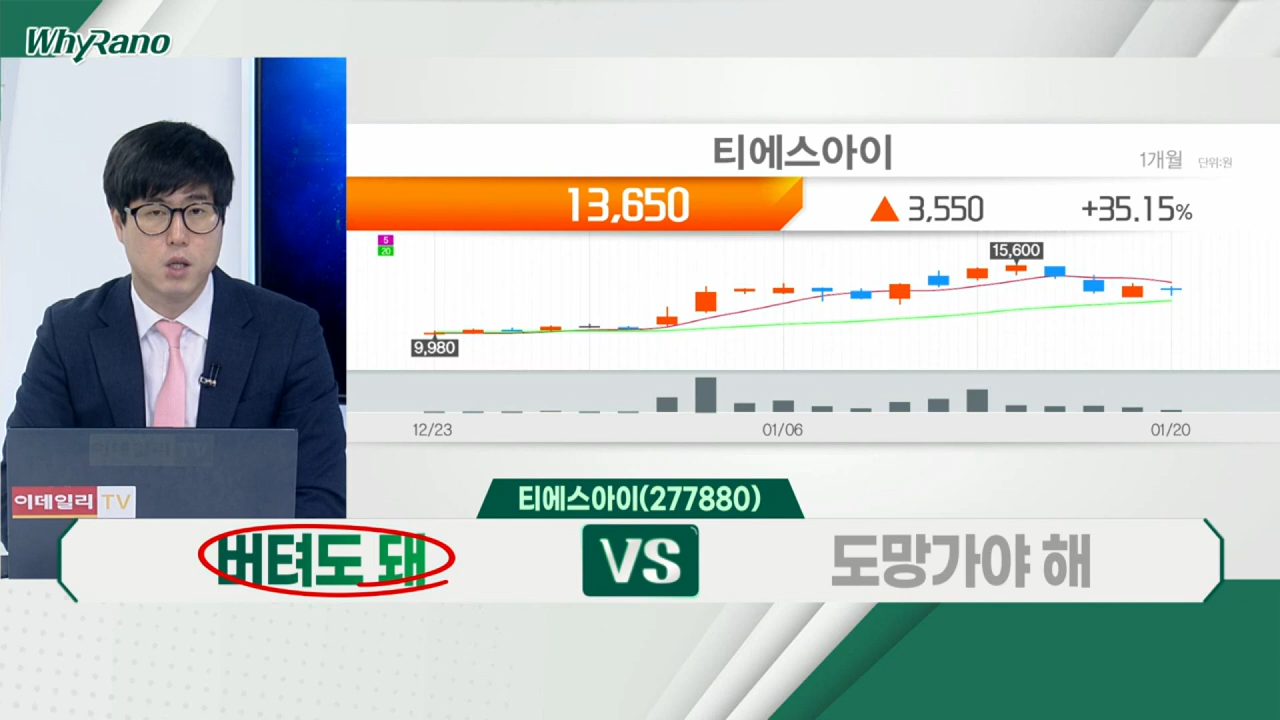 WhyRano
티에스아이
1개월 단위:원
13,650 ▲ 3,550 +35.15%
5
20
15,600
9,980
12/23 01/06 01/20
이데일리 TV
티에스아이(277880)
버텨도 돼 VS 도망가야 해